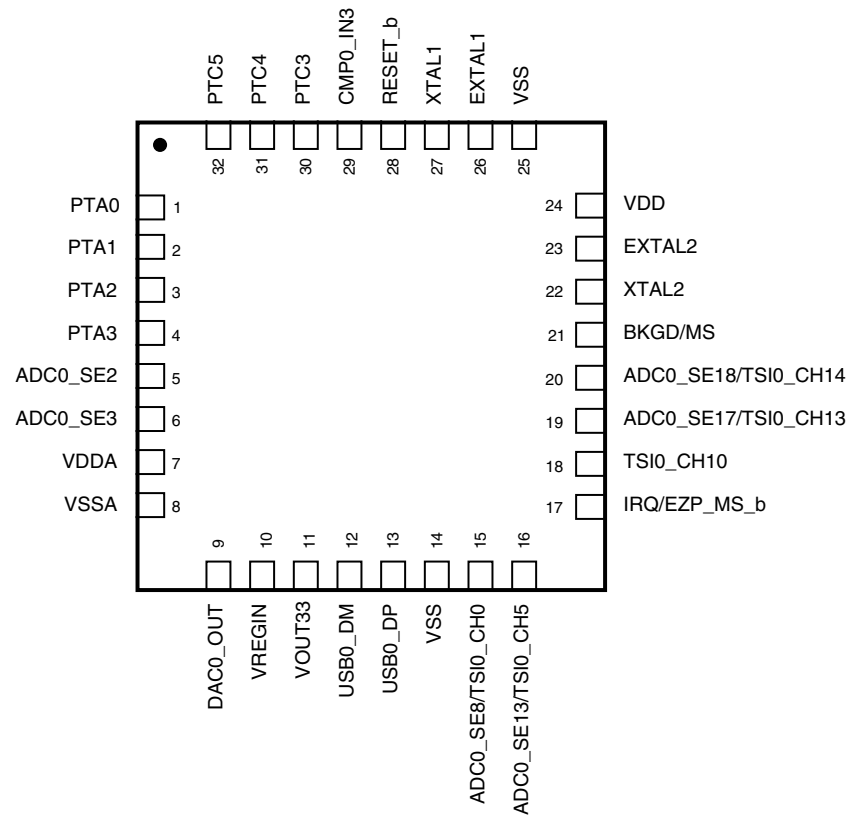 PTC5
PTC4
PTC3
CMP0_IN3
RESET_b
XTAL1
EXTAL1
VSS
32
31
30
29
28
27
26
25
PTA0 1
PTA1 2
PTA2 3
PTA3 4
ADC0_SE2 5
ADC0_SE3 6
VDDA 7
VSSA 8
24 VDD
23 EXTAL2
22 XTAL2
21 BKGD/MS
20 ADC0_SE18/TSI0_CH14
19 ADC0_SE17/TSI0_CH13
18 TSI0_CH10
17 IRQ/EZP_MS_b
9
10
11
12
13
14
15
16
DAC0_OUT
VREGIN
VOUT33
USB0_DM
USB0_DP
VSS
ADC0_SE8/TSI0_CH0
ADC0_SE13/TSI0_CH5